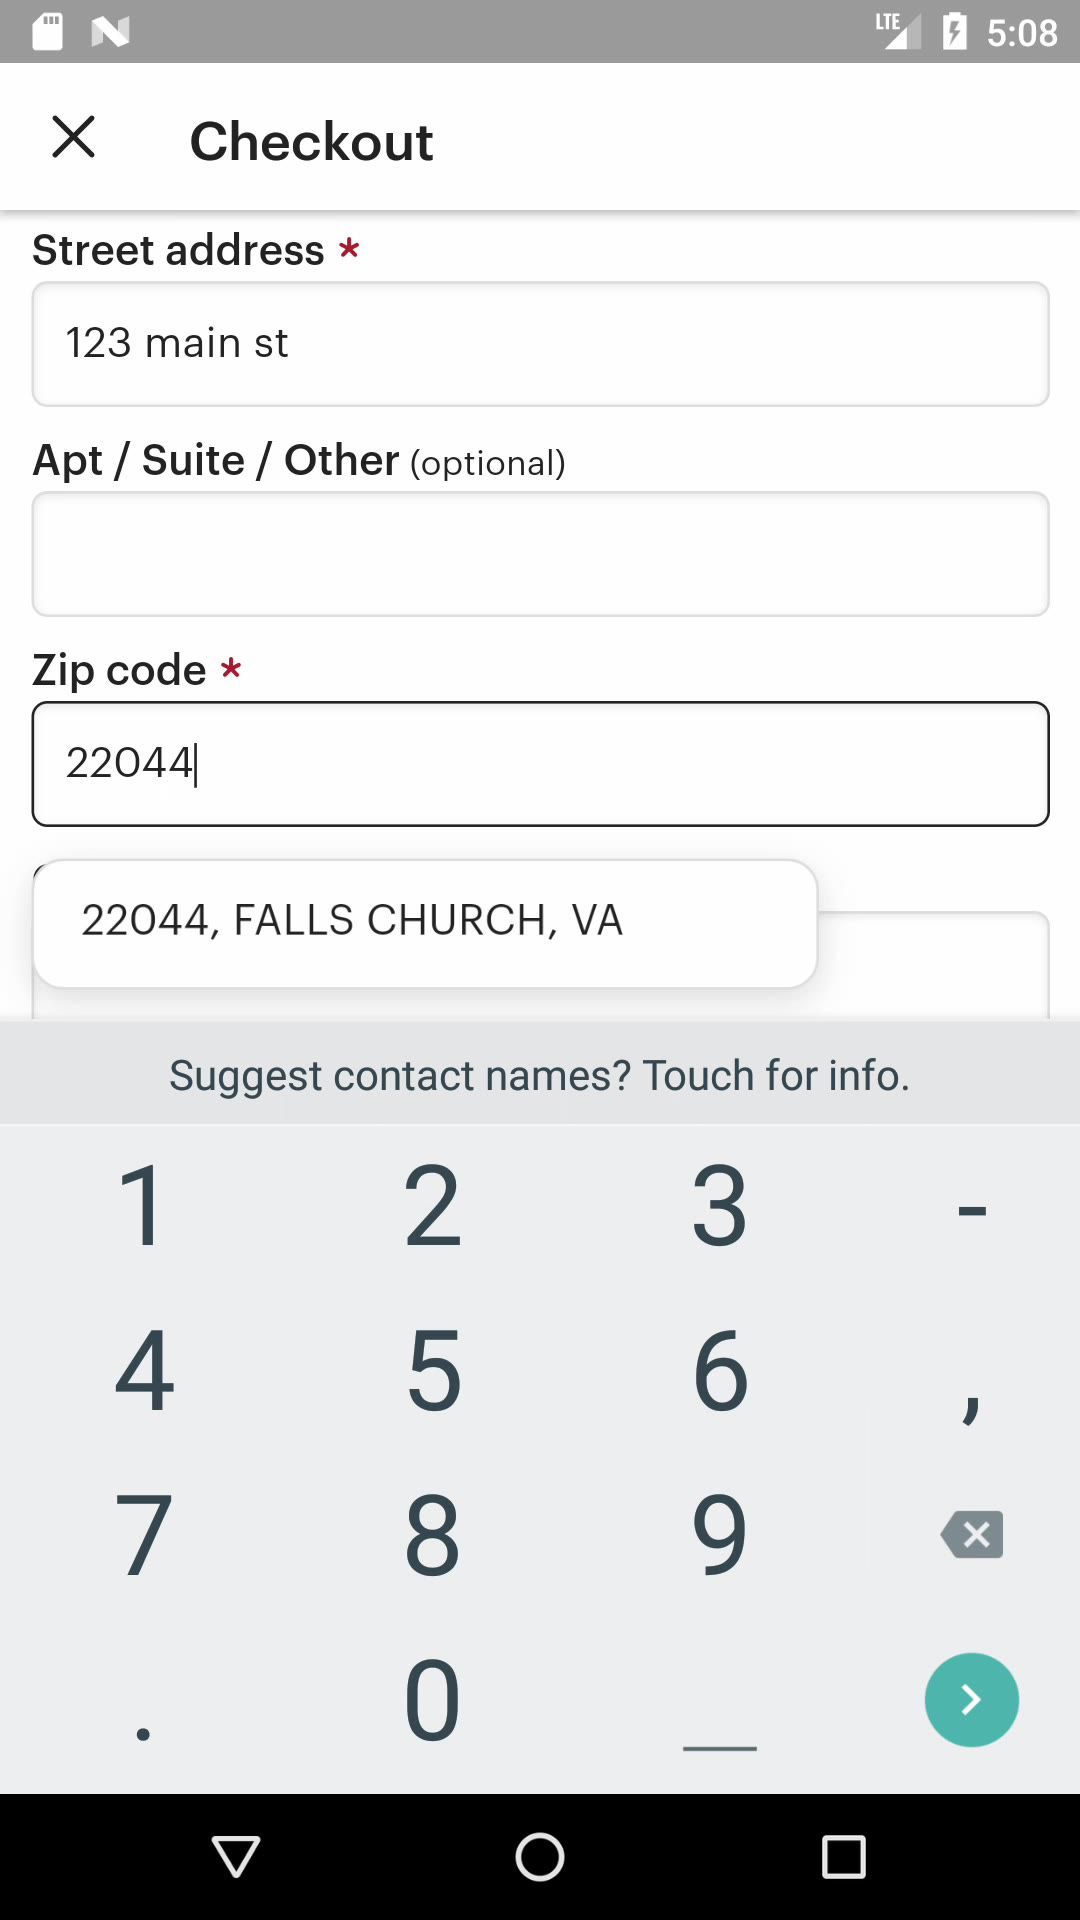 LTE 5:08
Checkout
Street address *
123 main st
Apt / Suite / Other (optional)
Zip code *
22044
22044, FALLS CHURCH, VA
Suggest contact names? Touch for info.
1 2 3 -
4 5 6 ,
7 8 9
. 0 _